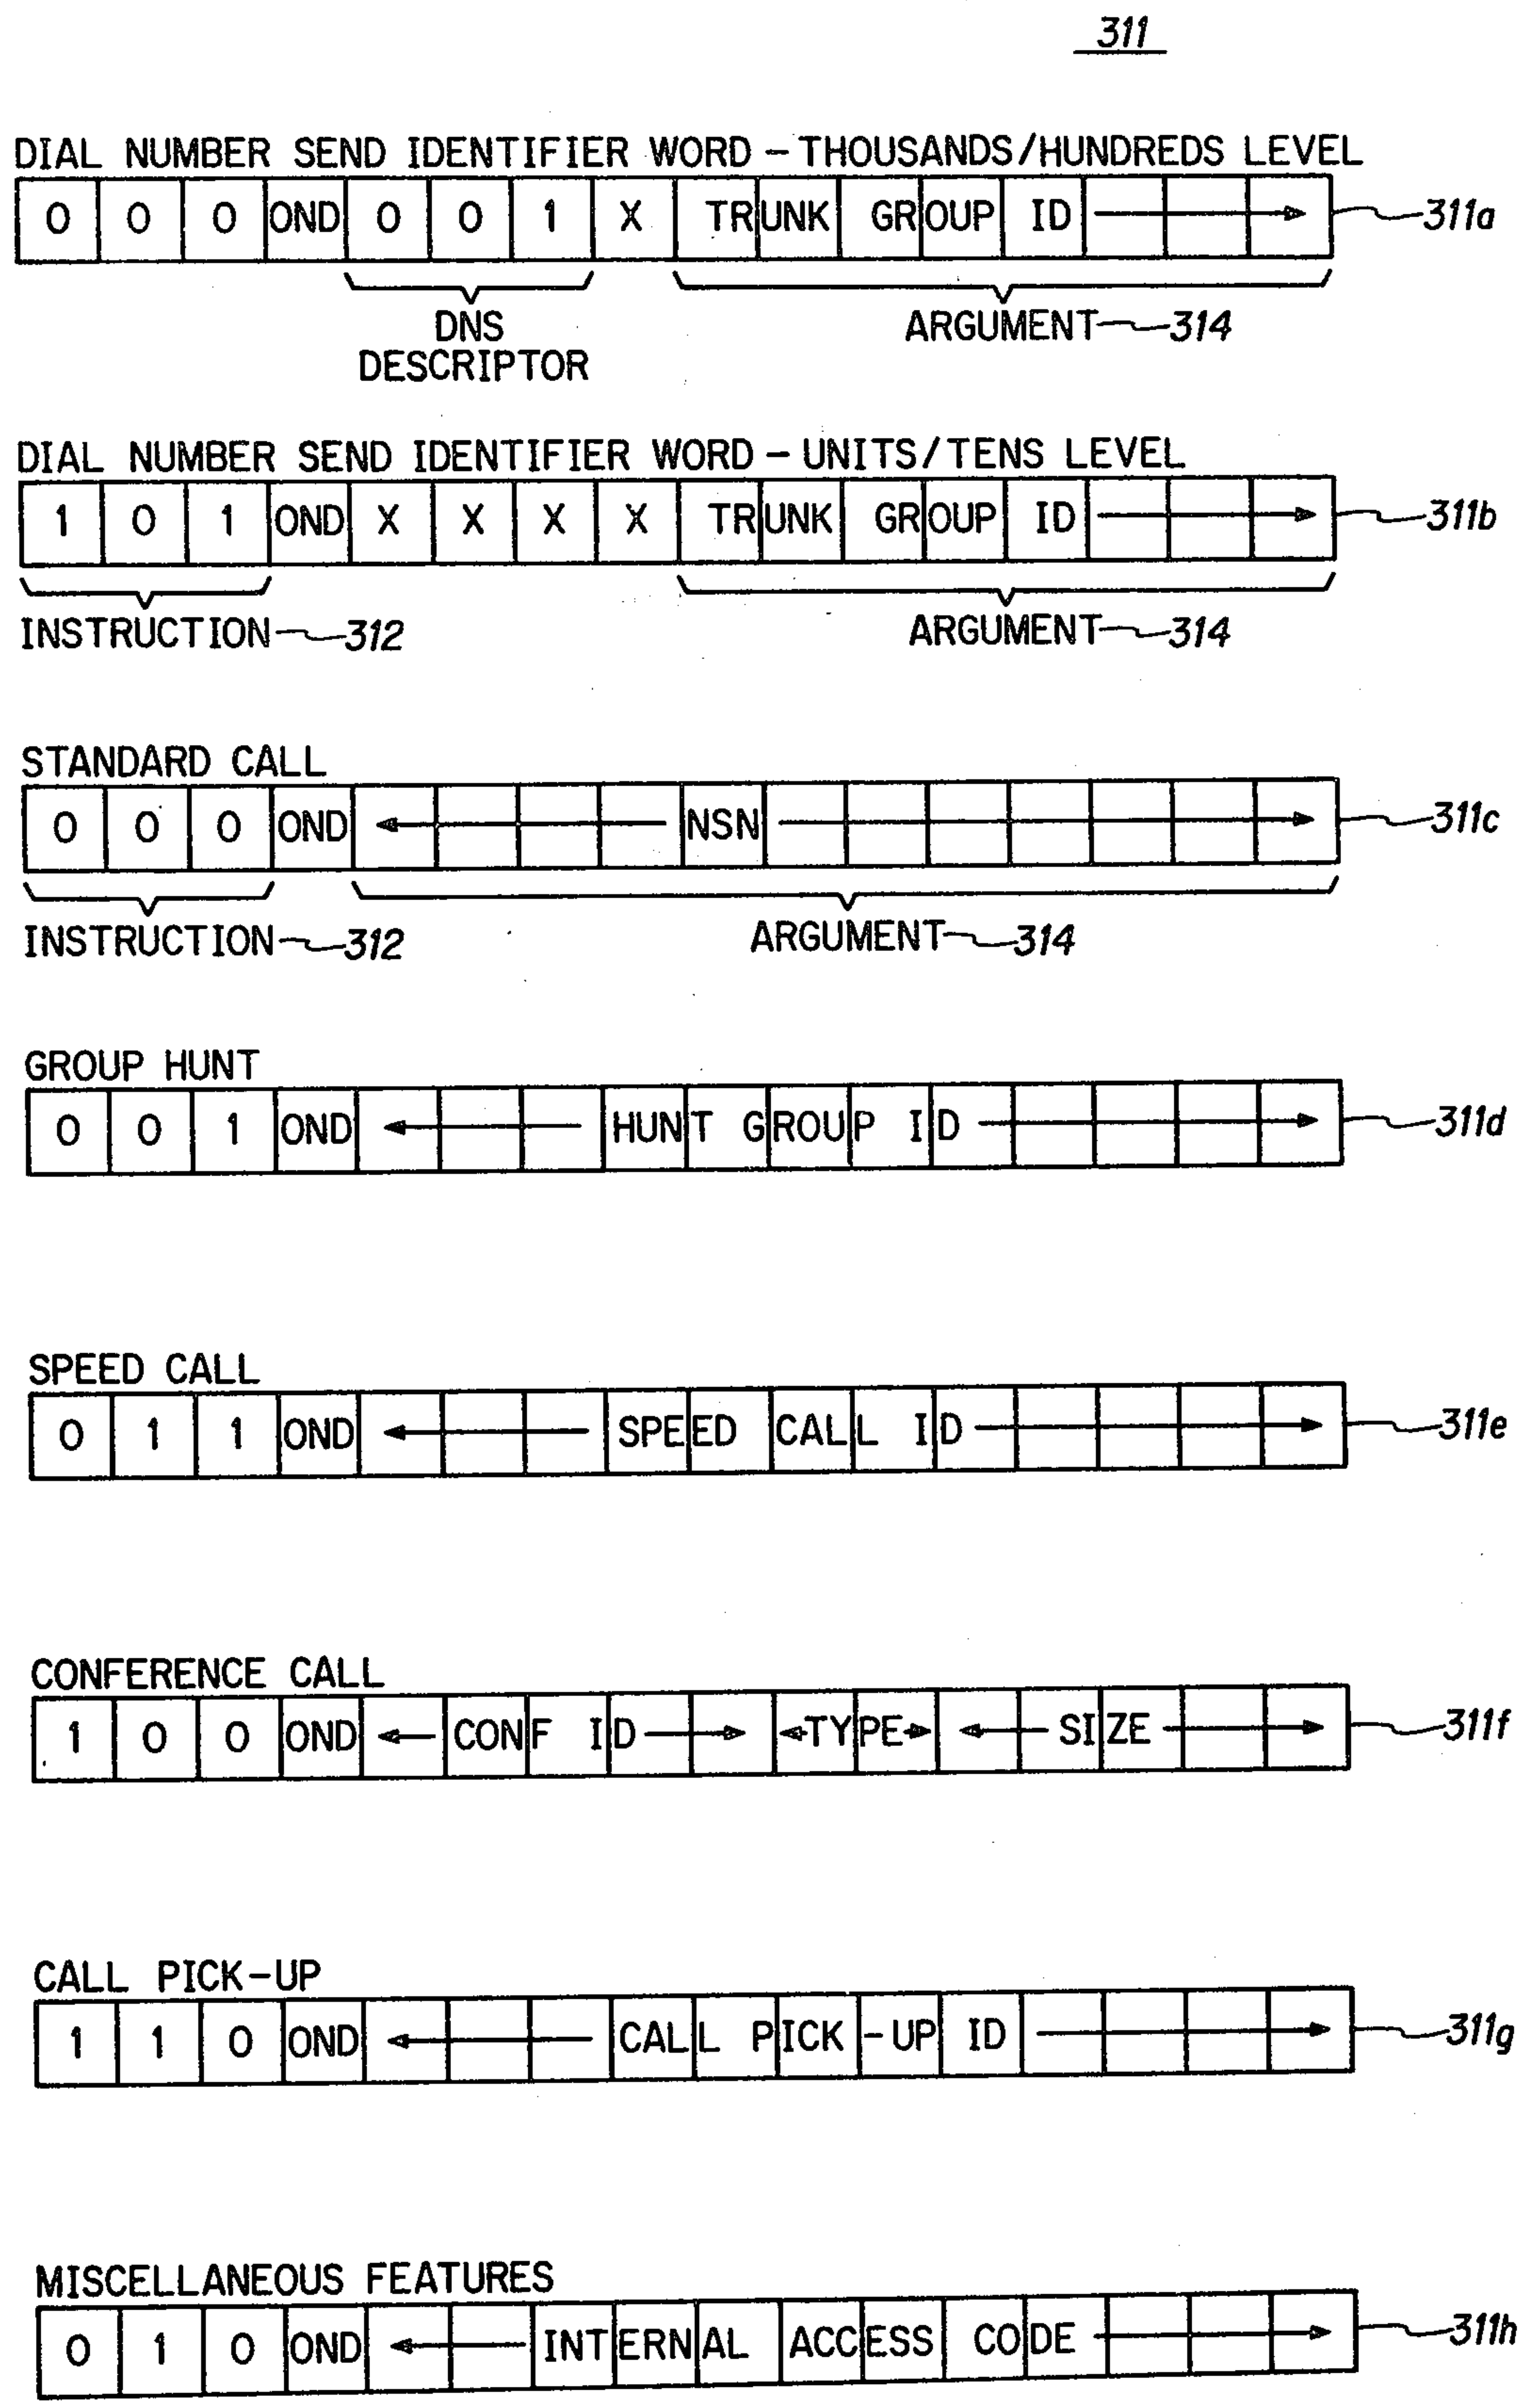 311
DIAL NUMBER SEND IDENTIFIER WORD – THOUSANDS/HUNDREDS LEVEL
0 0 0 OND 0 0 1 X TRUNK GROUP ID 311a
DNS DESCRIPTOR ARGUMENT 314
DIAL NUMBER SEND IDENTIFIER WORD – UNITS/TENS LEVEL
1 0 1 OND X X X X TRUNK GROUP ID 311b
INSTRUCTION 312 ARGUMENT 314
STANDARD CALL
0 0 0 OND NSN 311c
INSTRUCTION 312 ARGUMENT 314
GROUP HUNT
0 0 1 OND HUNT GROUP ID 311d
SPEED CALL
0 1 1 OND SPEED CALL ID 311e
CONFERENCE CALL
1 0 0 OND CONF ID TYPE SIZE 311f
CALL PICK-UP
1 1 0 OND CALL PICK-UP ID 311g
MISCELLANEOUS FEATURES
0 1 0 OND INTERNAL ACCESS CODE 311h